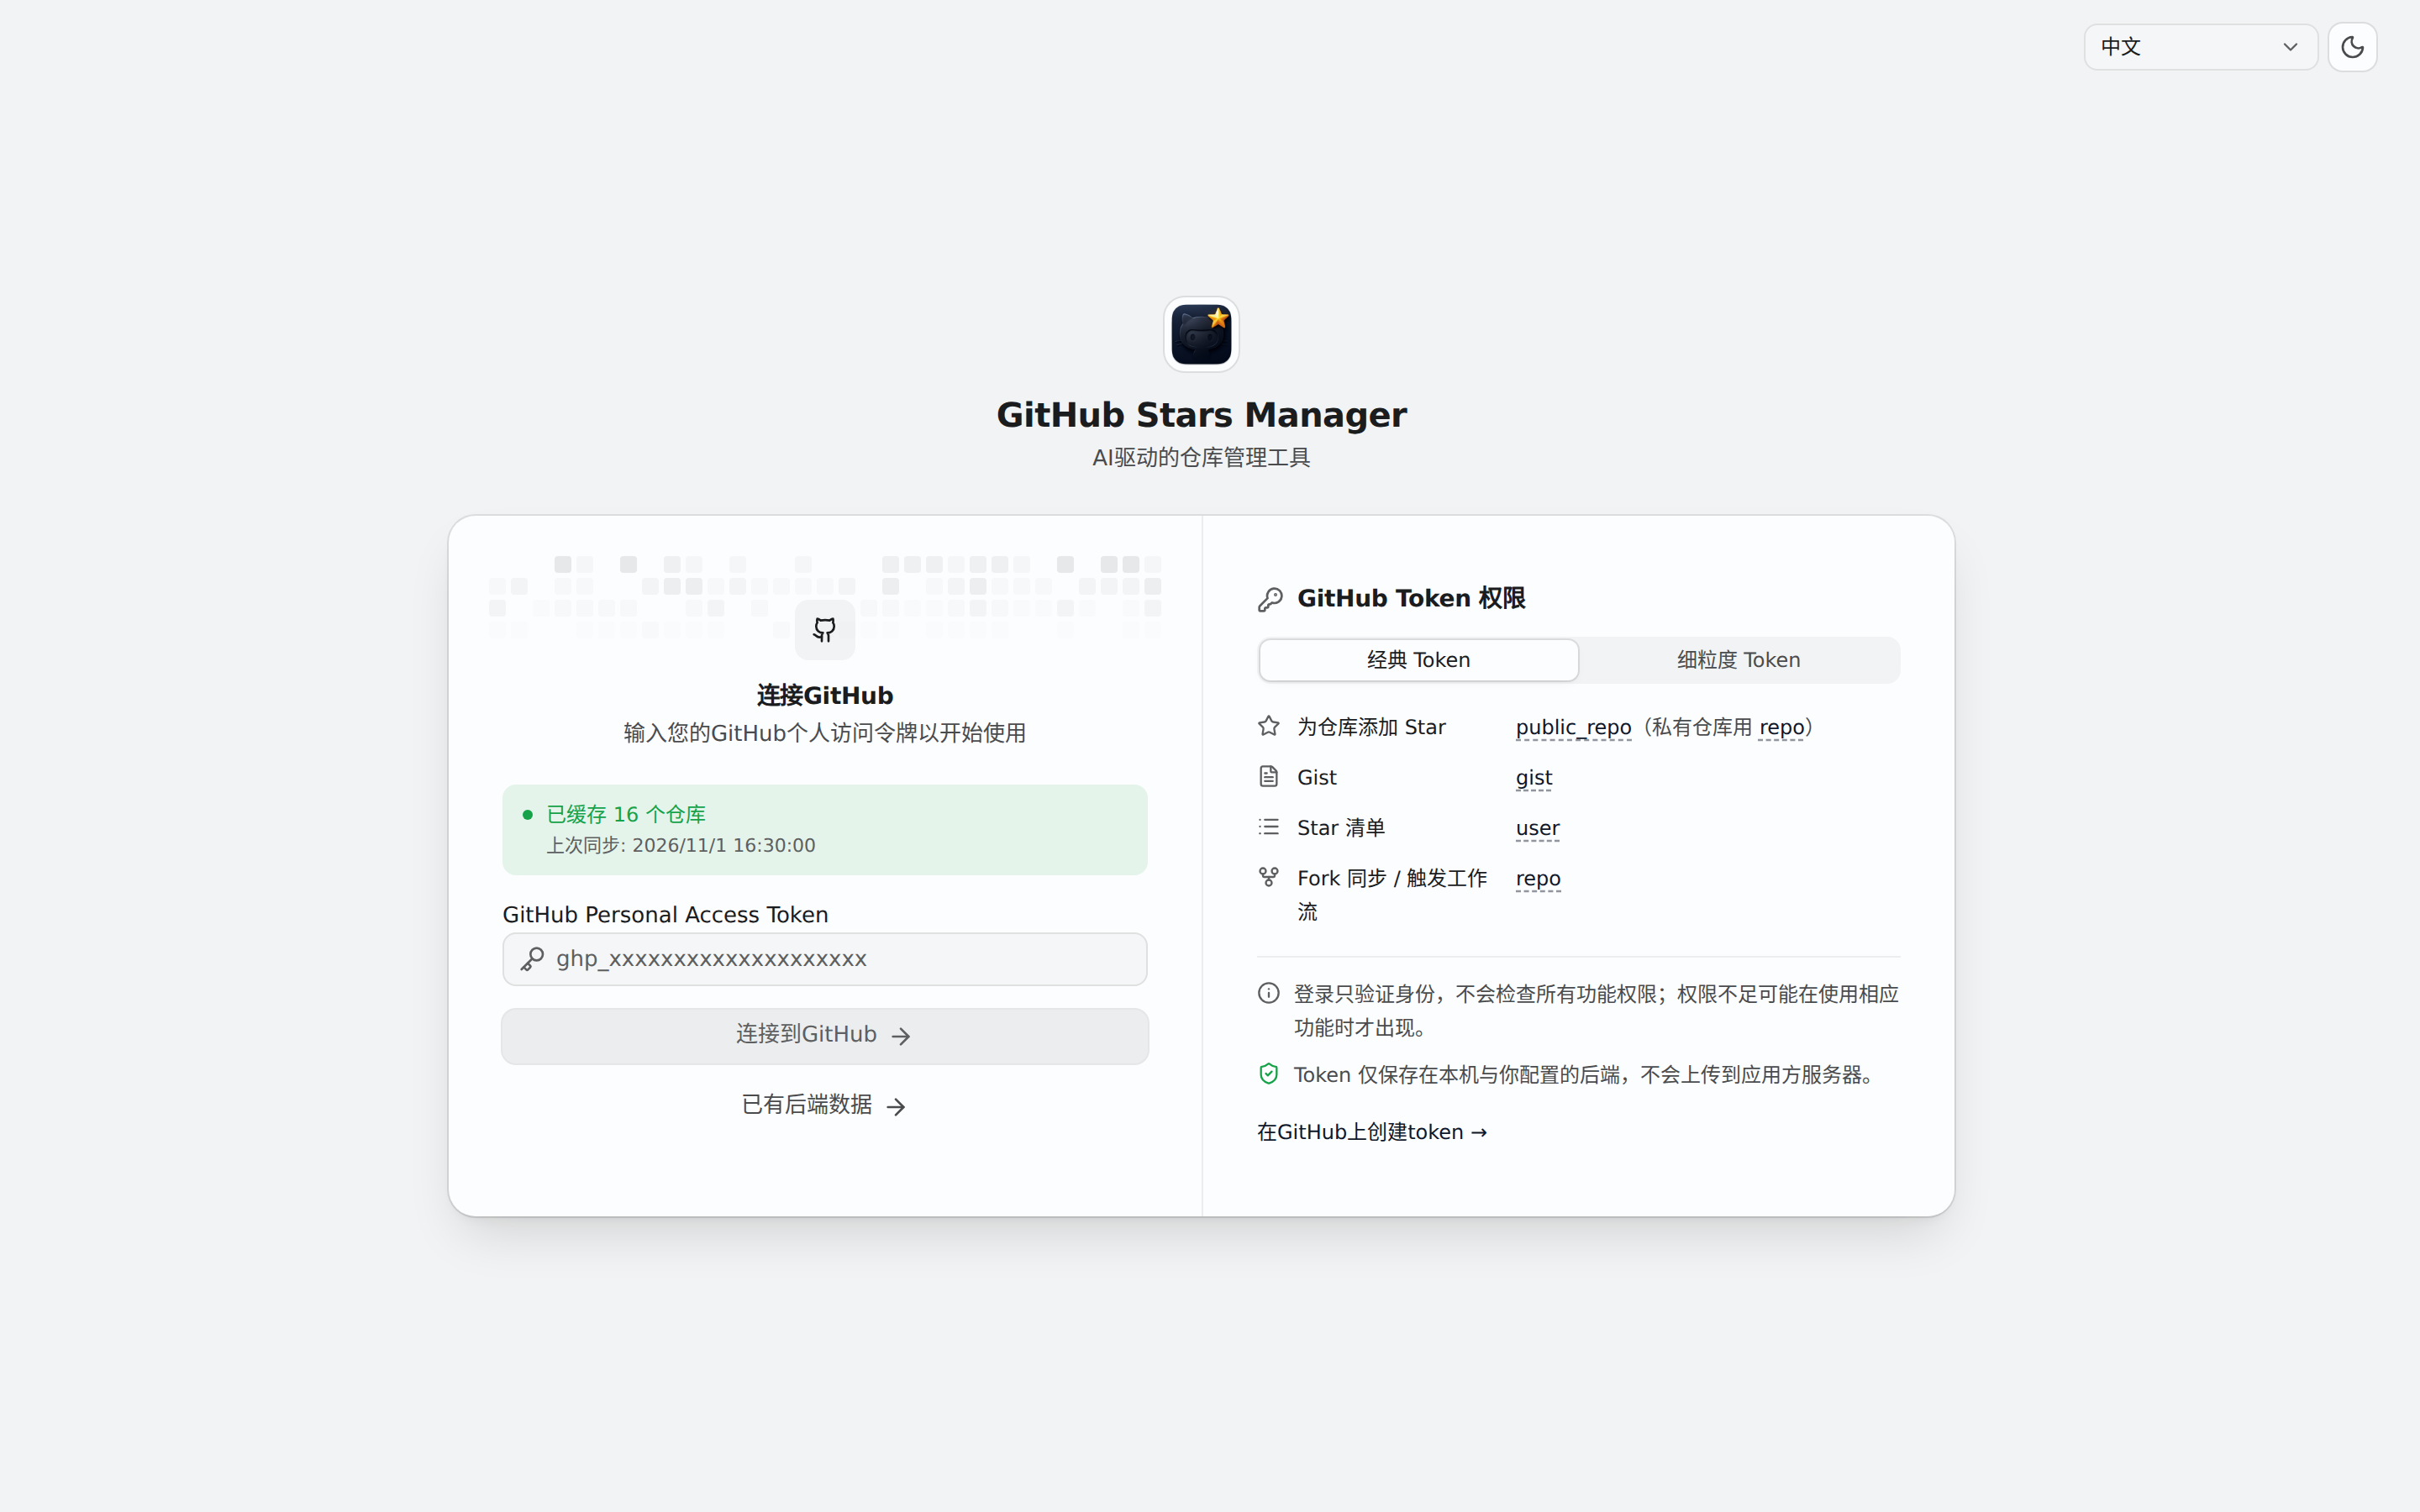 中文
GitHub Stars Manager
AI驱动的仓库管理工具
连接GitHub
输入您的GitHub个人访问令牌以开始使用
已缓存 16 个仓库
上次同步: 2026/11/1 16:30:00
GitHub Personal Access Token
ghp_xxxxxxxxxxxxxxxxxxxx
连接到GitHub →
已有后端数据 →
GitHub Token 权限
经典 Token
细粒度 Token
为仓库添加 Star public_repo（私有仓库用 repo）
Gist gist
Star 清单 user
Fork 同步 / 触发工作 repo
流
登录只验证身份，不会检查所有功能权限；权限不足可能在使用相应
功能时才出现。
Token 仅保存在本机与你配置的后端，不会上传到应用方服务器。
在GitHub上创建token →